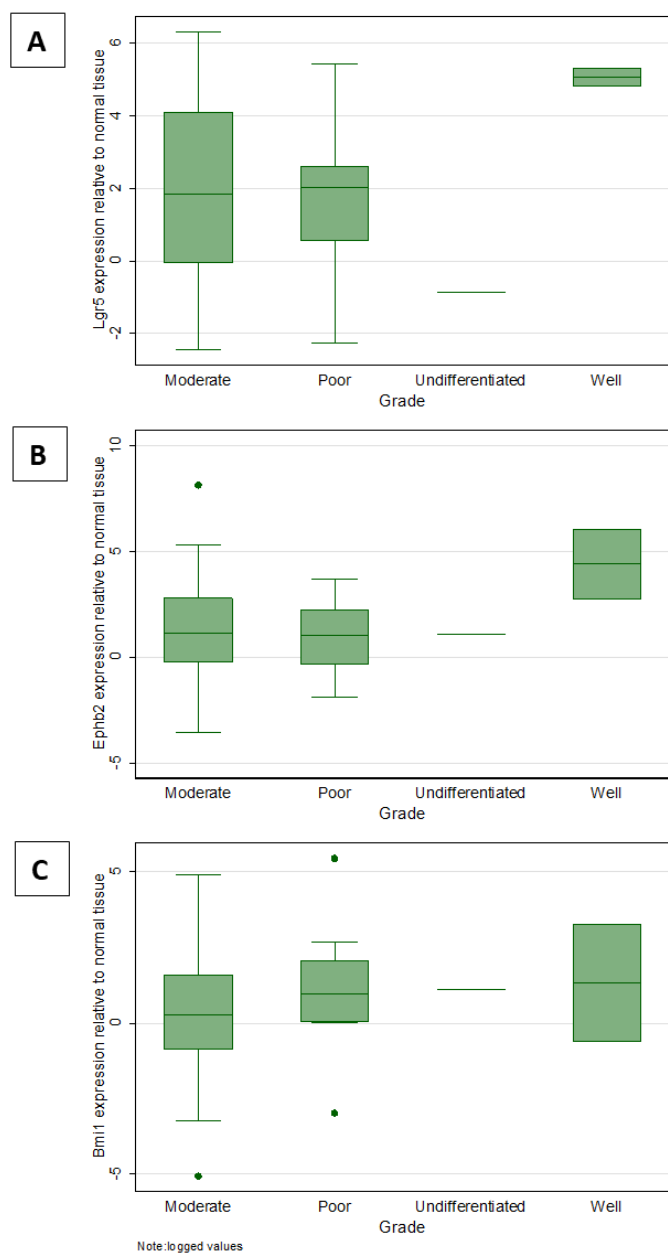 A
Lgr5 expression relative to normal tissue
6
4
2
0
-2
Moderate Poor Undifferentiated Well
Grade
B
Ephb2 expression relative to normal tissue
10
5
0
-5
Moderate Poor Undifferentiated Well
Grade
C
Bmi1 expression relative to normal tissue
5
0
-5
Moderate Poor Undifferentiated Well
Grade
Note:logged values